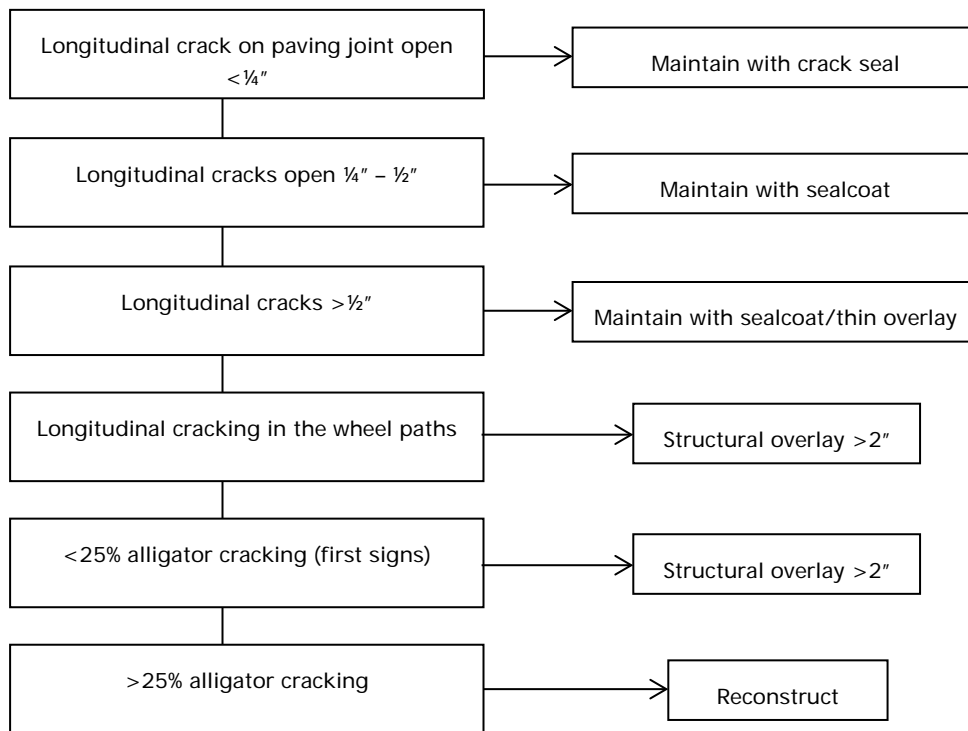 Longitudinal crack on paving joint open
<¼”
Maintain with crack seal
Longitudinal cracks open ¼” – ½”
Maintain with sealcoat
Longitudinal cracks >½”
Maintain with sealcoat/thin overlay
Longitudinal cracking in the wheel paths
Structural overlay >2”
<25% alligator cracking (first signs)
Structural overlay >2”
>25% alligator cracking
Reconstruct